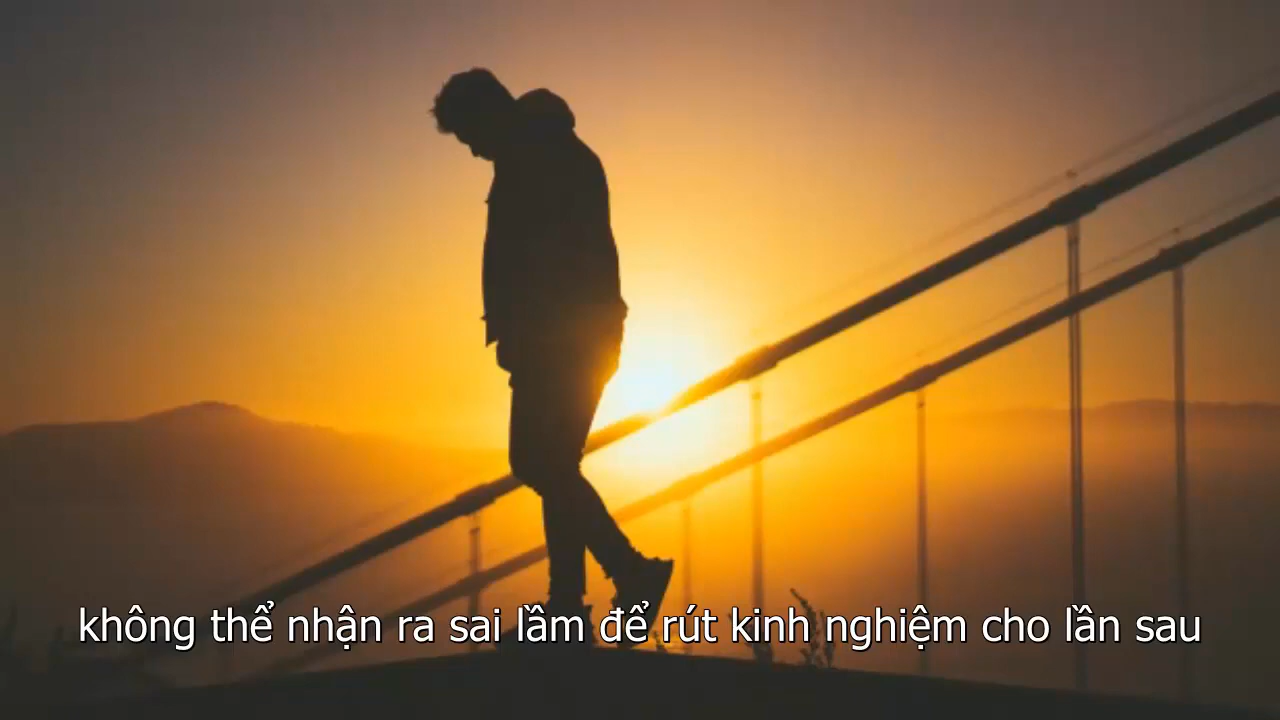 không thể nhận ra sai lầm để rút kinh nghiệm cho lần sau